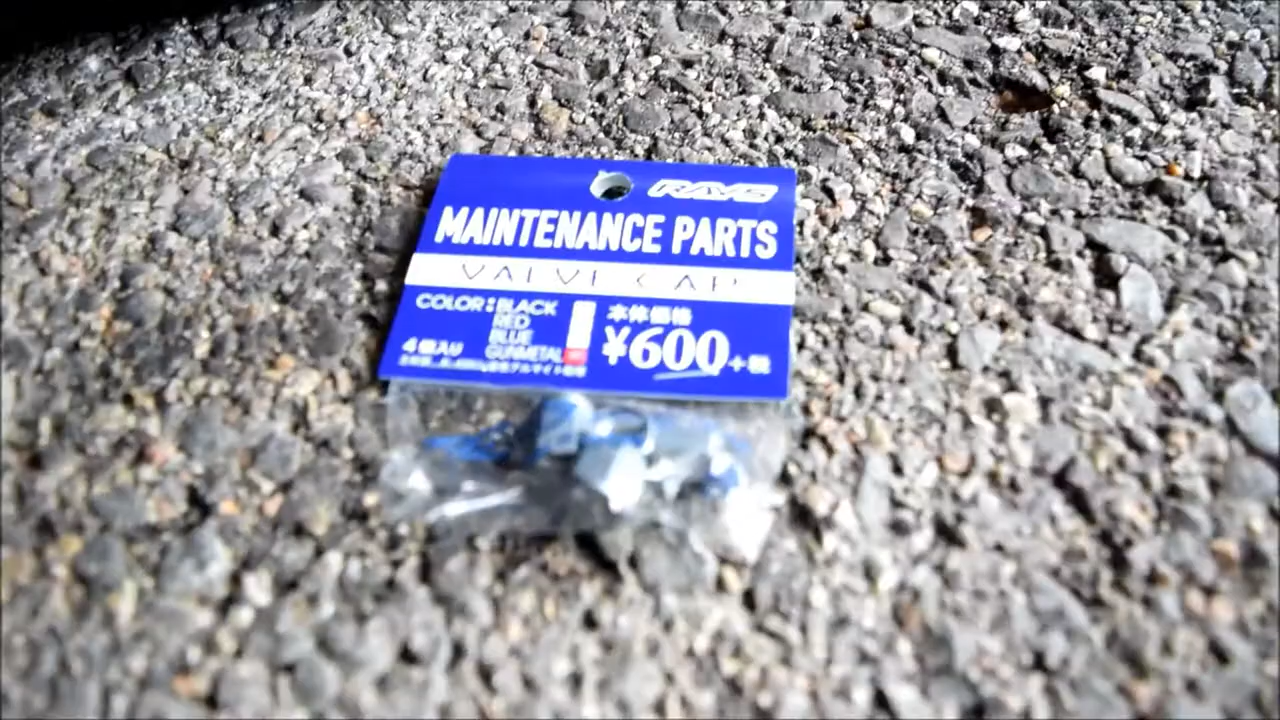 RAYS
MAINTENANCE PARTS
VALVE CAP
COLOR : BLACK
RED
BLUE
GUNMETAL
4個入り
本体価格
¥600+税